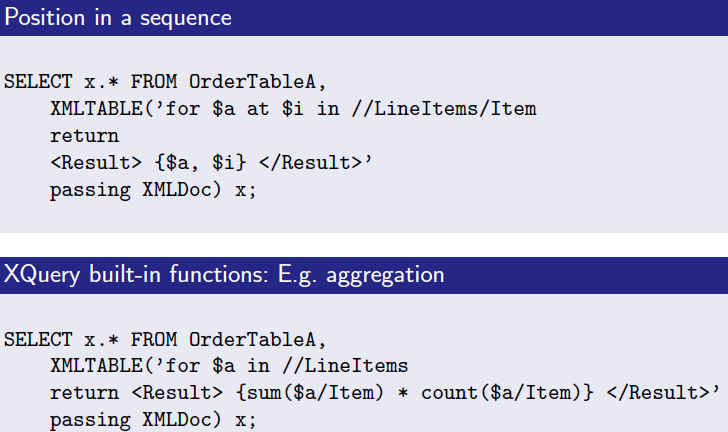 Position in a sequence
SELECT x.* FROM OrderTableA,
XMLTABLE(’for $a at $i in //LineItems/Item
return
<Result> {$a, $i} </Result>’
passing XMLDoc) x;
XQuery built-in functions: E.g. aggregation
SELECT x.* FROM OrderTableA,
XMLTABLE(’for $a in //LineItems
return <Result> {sum($a/Item) * count($a/Item)} </Result>’
passing XMLDoc) x;